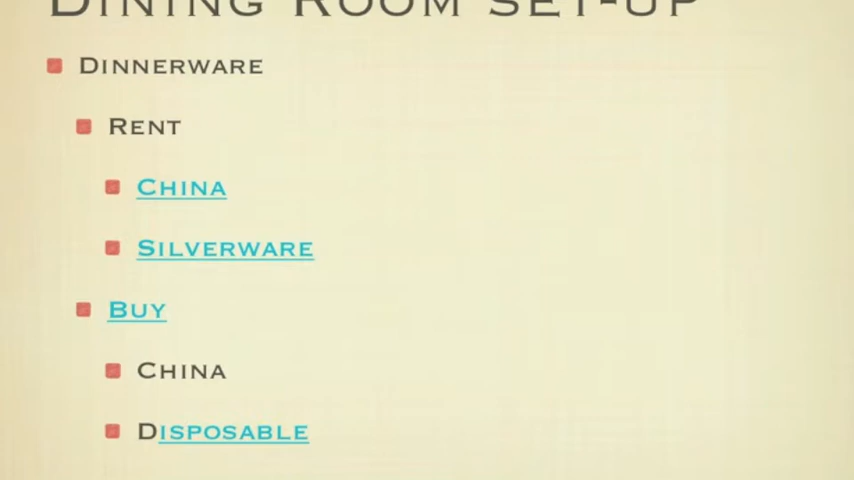 Dining Room set-up
Dinnerware
Rent
China
Silverware
Buy
China
Disposable